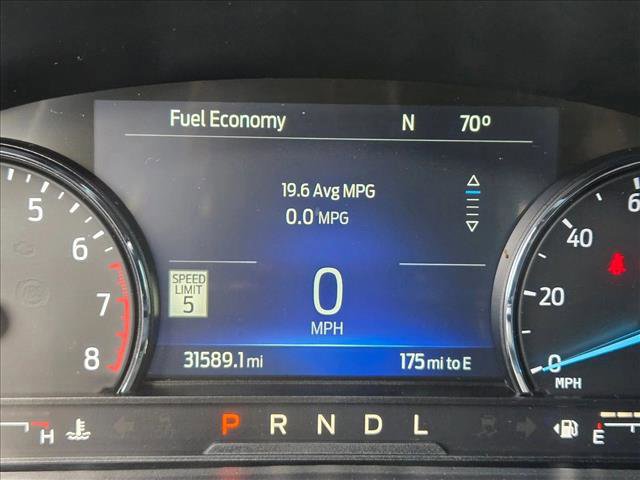 Fuel Economy N 70°
19.6 Avg MPG
0.0 MPG
SPEED
LIMIT
5
0
MPH
31589.1 mi 175 mi to E
5
6
7
8
6
40
20
0
MPH
H
P R N D L
E